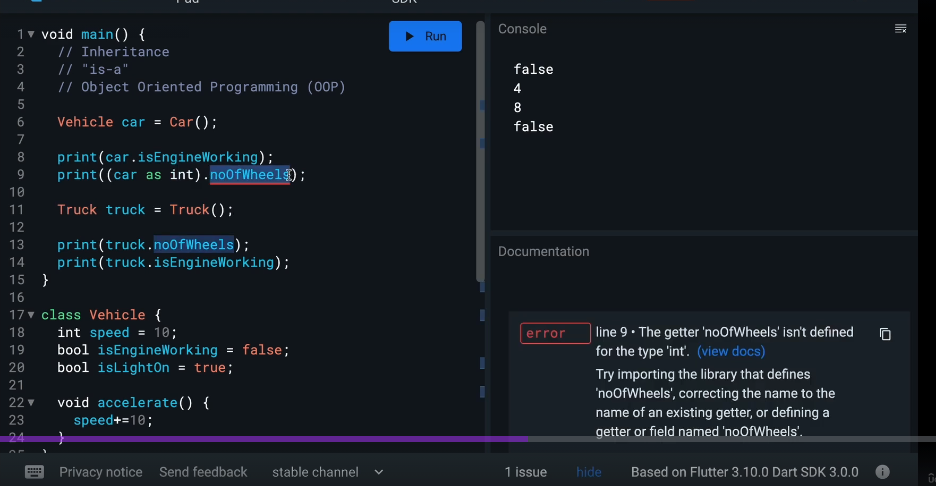 SDK
1 void main() {
2 // Inheritance
3 // "is-a"
4 // Object Oriented Programming (OOP)
5
6 Vehicle car = Car();
7
8 print(car.isEngineWorking);
9 print((car as int).noOfWheels);
10
11 Truck truck = Truck();
12
13 print(truck.noOfWheels);
14 print(truck.isEngineWorking);
15 }
16
17 class Vehicle {
18 int speed = 10;
19 bool isEngineWorking = false;
20 bool isLightOn = true;
21
22 void accelerate() {
23 speed+=10;
24 }
Run
Console
false
4
8
false
Documentation
error
line 9 • The getter 'noOfWheels' isn't defined
for the type 'int'. (view docs)
Try importing the library that defines
'noOfWheels', correcting the name to the
name of an existing getter, or defining a
getter or field named 'noOfWheels'.
Privacy notice Send feedback stable channel 1 issue hide Based on Flutter 3.10.0 Dart SDK 3.0.0